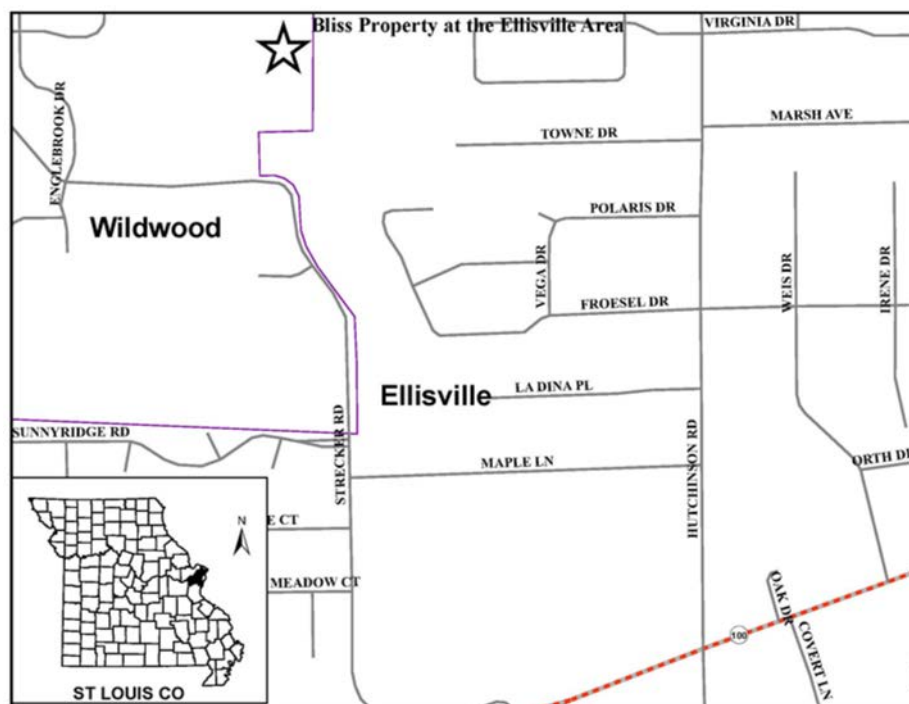 Bliss Property at the Ellisville Area
VIRGINIA DR
ENGLEBROOK DR
MARSH AVE
TOWNE DR
Wildwood
POLARIS DR
VEGA DR
WEIS DR
IRENE DR
FROESEL DR
Ellisville
LA DINA PL
SUNNYRIDGE RD
STRECKER RD
HUTCHINSON RD
MAPLE LN
ORTH DR
N
E CT
MEADOW CT
OAK DR
100
COVERT LN
ST LOUIS CO